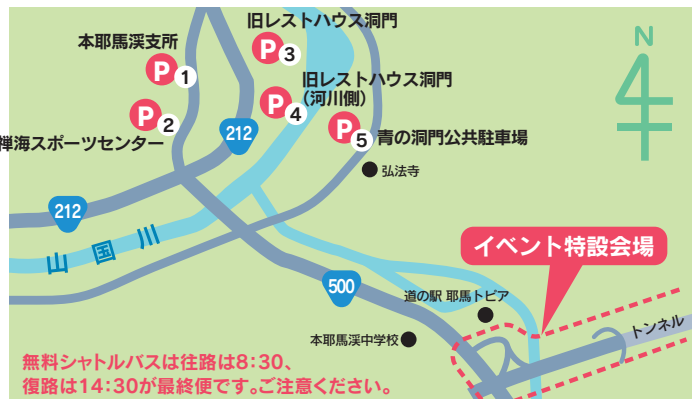 旧レストハウス洞門
本耶馬渓支所
P3
P1
旧レストハウス洞門
(河川側)
P4
P2
P5
青の洞門公共駐車場
禅海スポーツセンター
212
弘法寺
212
山国川
N
イベント特設会場
500
道の駅 耶馬トピア
トンネル
本耶馬渓中学校
無料シャトルバスは往路は8:30、
復路は14:30が最終便です。ご注意ください。